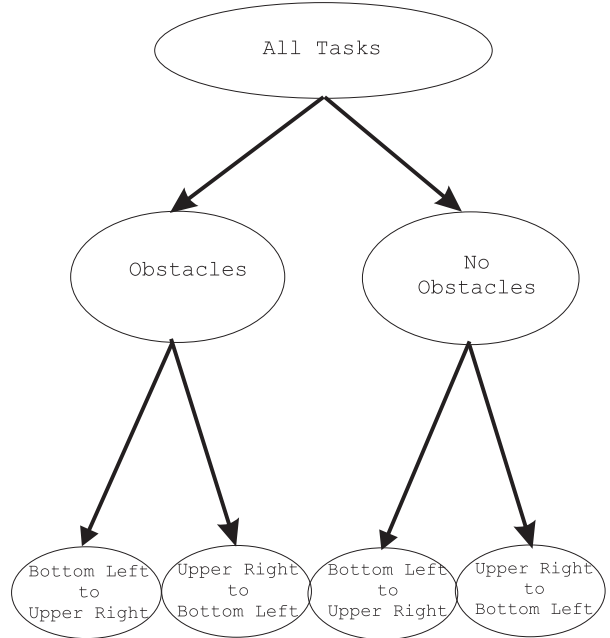 All Tasks
Obstacles
No
Obstacles
Bottom Left
to
Upper Right
Upper Right
to
Bottom Left
Bottom Left
to
Upper Right
Upper Right
to
Bottom Left